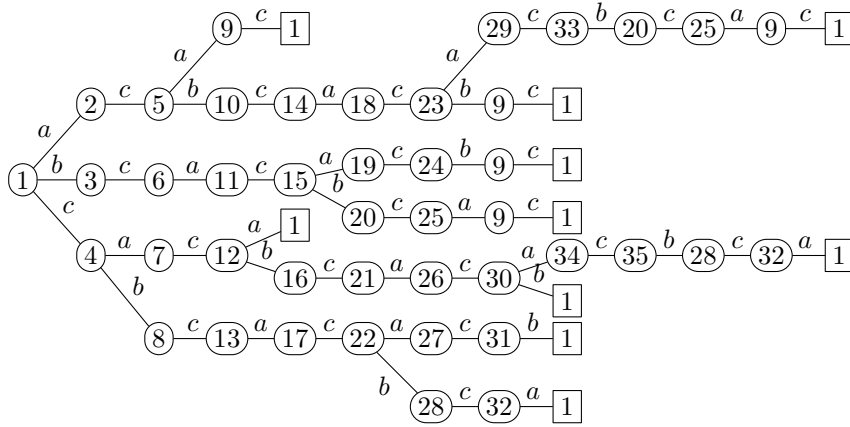 9 c 1 29 c 33 b 20 c 25 a 9 c 1
a a
2 c 5 b 10 c 14 a 18 c 23 b 9 c 1
a
a 19 c 24 b 9 c 1
1 b 3 c 6 a 11 c 15
b
c 20 c 25 a 9 c 1
a 1
4 a 7 c 12 a 34 c 35 b 28 c 32 a 1
b
16 c 21 a 26 c 30 b
b 1
8 c 13 a 17 c 22 a 27 c 31 b 1
b
28 c 32 a 1